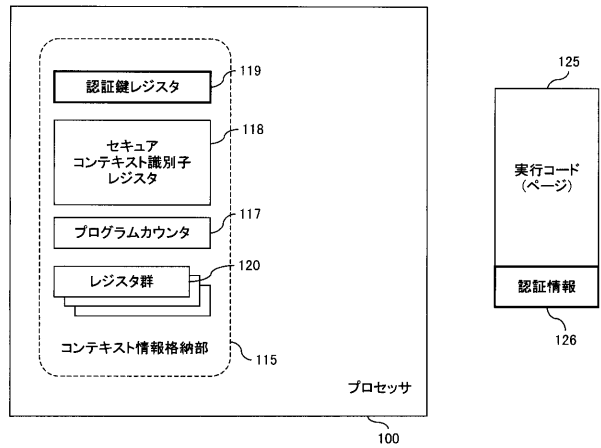 認証鍵レジスタ
119
セキュア
コンテキスト識別子
レジスタ
118
プログラムカウンタ
117
レジスタ群
120
コンテキスト情報格納部
115
プロセッサ
100
125
実行コード
(ページ)
認証情報
126